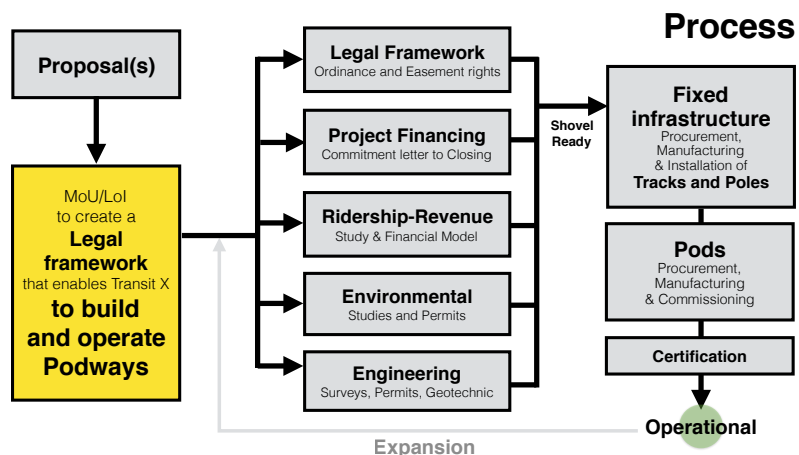 Process
Proposal(s)
MoU/LoI
to create a
Legal
framework
that enables Transit X
to build
and operate
Podways
Legal Framework
Ordinance and Easement rights
Project Financing
Commitment letter to Closing
Ridership-Revenue
Study & Financial Model
Environmental
Studies and Permits
Engineering
Surveys, Permits, Geotechnic
Shovel
Ready
Fixed
infrastructure
Procurement,
Manufacturing
& Installation of
Tracks and Poles
Pods
Procurement,
Manufacturing
& Commissioning
Certification
Operational
Expansion